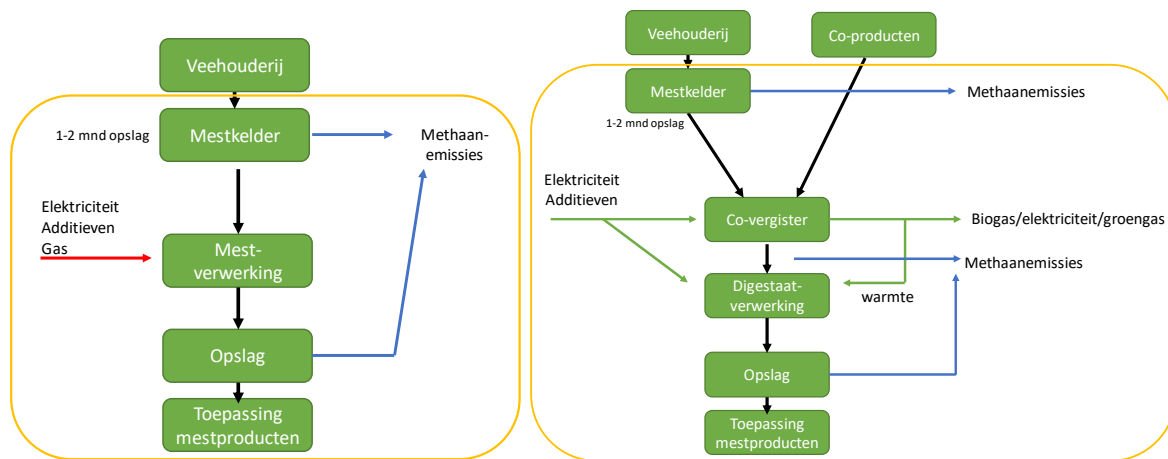 Veehouderij
Mestkelder
1-2 mnd opslag
Methaan-
emissies
Elektriciteit
Additieven
Gas
Mest-
verwerking
Opslag
Toepassing
mestproducten
Veehouderij
Co-producten
Mestkelder
Methaanemissies
1-2 mnd opslag
Elektriciteit
Additieven
Co-vergister
Biogas/elektriciteit/groengas
Methaanemissies
Digestaat-
verwerking
warmte
Opslag
Toepassing
mestproducten